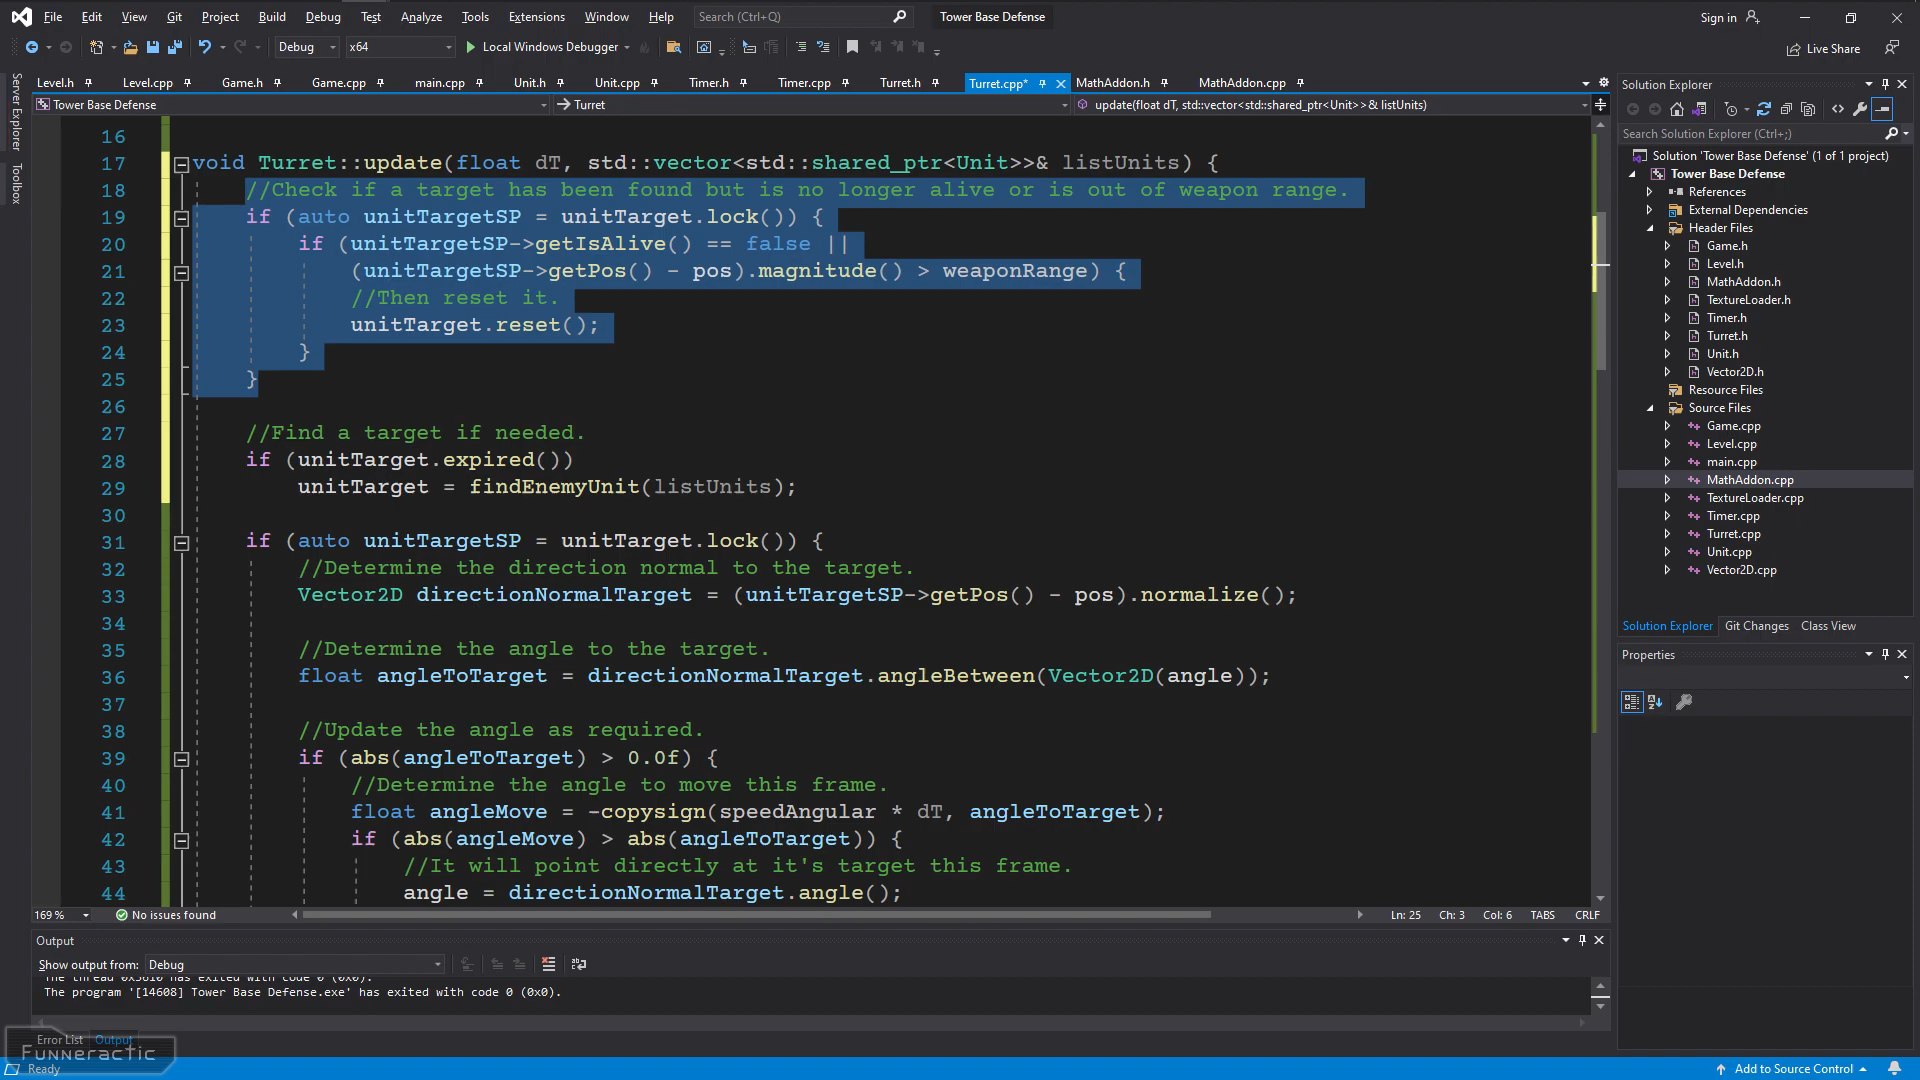 File Edit View Git Project Build Debug Test Analyze Tools Extensions Window Help Search (Ctrl+Q) Tower Base Defense Sign in
Debug x64 Local Windows Debugger Live Share
Level.h Level.cpp Game.h Game.cpp main.cpp Unit.h Unit.cpp Timer.h Timer.cpp Turret.h Turret.cpp* MathAddon.h MathAddon.cpp
Tower Base Defense Turret update(float dT, std::vector<std::shared_ptr<Unit>>& listUnits)
Server Explorer
Toolbox
16
17 void Turret::update(float dT, std::vector<std::shared_ptr<Unit>>& listUnits) {
18 //Check if a target has been found but is no longer alive or is out of weapon range.
19 if (auto unitTargetSP = unitTarget.lock()) {
20 if (unitTargetSP->getIsAlive() == false ||
21 (unitTargetSP->getPos() - pos).magnitude() > weaponRange) {
22 //Then reset it.
23 unitTarget.reset();
24 }
25 }
26
27 //Find a target if needed.
28 if (unitTarget.expired())
29 unitTarget = findEnemyUnit(listUnits);
30
31 if (auto unitTargetSP = unitTarget.lock()) {
32 //Determine the direction normal to the target.
33 Vector2D directionNormalTarget = (unitTargetSP->getPos() - pos).normalize();
34
35 //Determine the angle to the target.
36 float angleToTarget = directionNormalTarget.angleBetween(Vector2D(angle));
37
38 //Update the angle as required.
39 if (abs(angleToTarget) > 0.0f) {
40 //Determine the angle to move this frame.
41 float angleMove = -copysign(speedAngular * dT, angleToTarget);
42 if (abs(angleMove) > abs(angleToTarget)) {
43 //It will point directly at it's target this frame.
44 angle = directionNormalTarget.angle();
169 % No issues found Ln: 25 Ch: 3 Col: 6 TABS CRLF
Output
Show output from: Debug
The thread 0x3610 has exited with code 0 (0x0).
The program '[14608] Tower Base Defense.exe' has exited with code 0 (0x0).
Error List Output
Funneractic
Ready Add to Source Control
Solution Explorer
Search Solution Explorer (Ctrl+;)
Solution 'Tower Base Defense' (1 of 1 project)
Tower Base Defense
References
External Dependencies
Header Files
Game.h
Level.h
MathAddon.h
TextureLoader.h
Timer.h
Turret.h
Unit.h
Vector2D.h
Resource Files
Source Files
Game.cpp
Level.cpp
main.cpp
MathAddon.cpp
TextureLoader.cpp
Timer.cpp
Turret.cpp
Unit.cpp
Vector2D.cpp
Solution Explorer Git Changes Class View
Properties